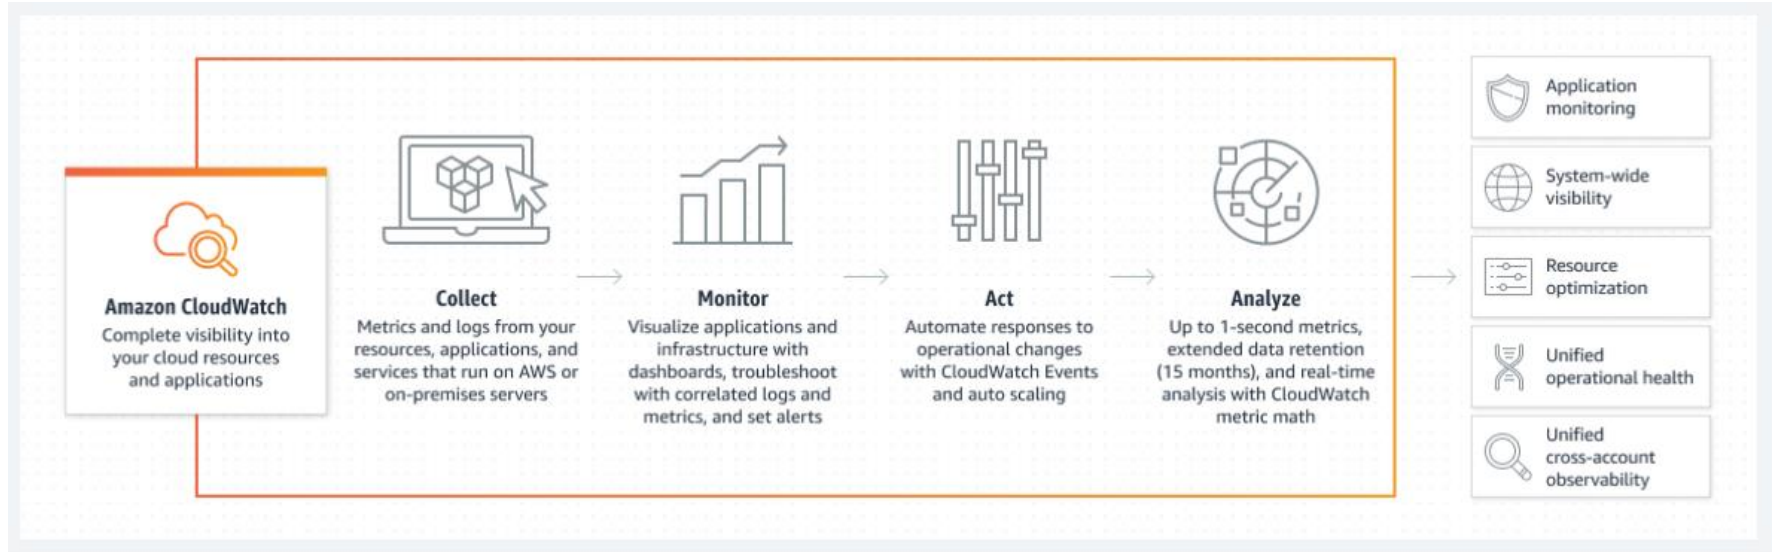 Amazon CloudWatch
Complete visibility into
your cloud resources
and applications
Collect
Metrics and logs from your
resources, applications, and
services that run on AWS or
on-premises servers
Monitor
Visualize applications and
infrastructure with
dashboards, troubleshoot
with correlated logs and
metrics, and set alerts
Act
Automate responses to
operational changes
with CloudWatch Events
and auto scaling
Analyze
Up to 1-second metrics,
extended data retention
(15 months), and real-time
analysis with CloudWatch
metric math
Application
monitoring
System-wide
visibility
Resource
optimization
Unified
operational health
Unified
cross-account
observability